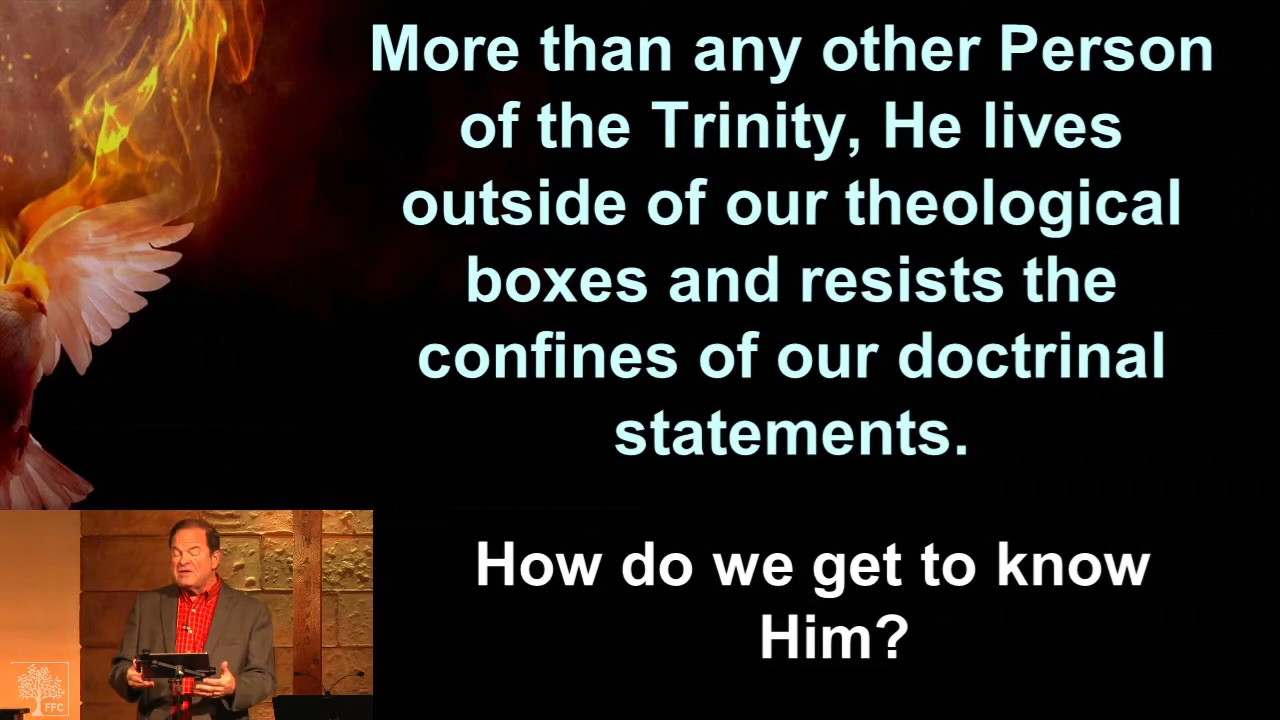 More than any other Person
of the Trinity, He lives
outside of our theological
boxes and resists the
confines of our doctrinal
statements.
How do we get to know
Him?
FFC